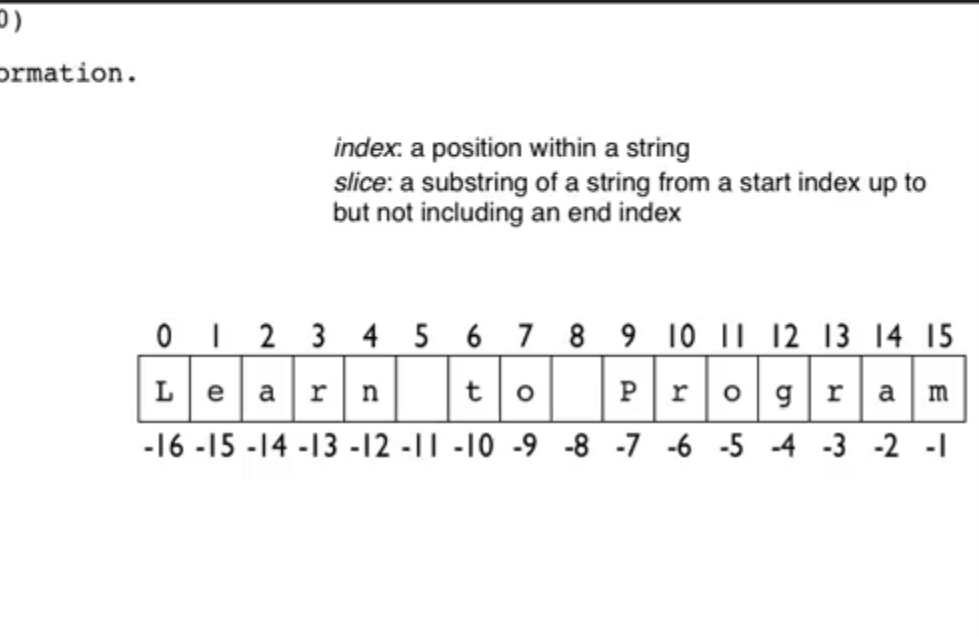 0)
ormation.
index: a position within a string
slice: a substring of a string from a start index up to
but not including an end index
0 1 2 3 4 5 6 7 8 9 10 11 12 13 14 15
L e a r n t o P r o g r a m
-16 -15 -14 -13 -12 -11 -10 -9 -8 -7 -6 -5 -4 -3 -2 -1